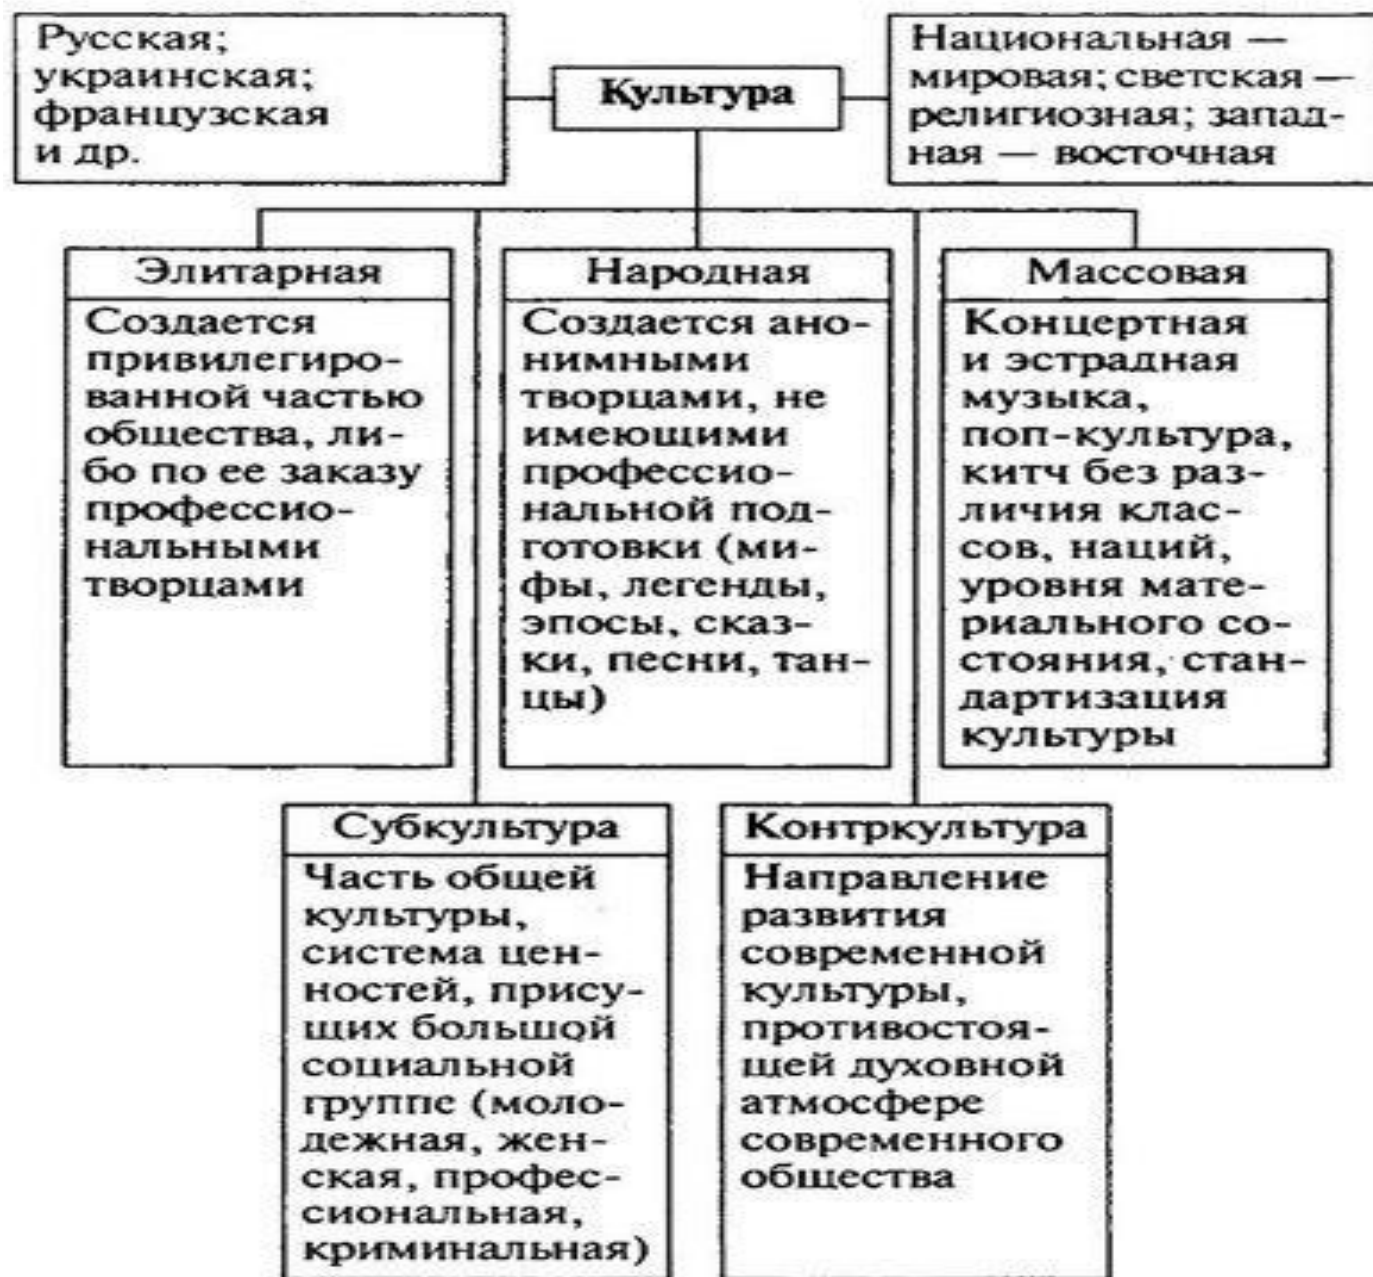 Русская;
украинская;
французская
и др.
Культура
Национальная —
мировая; светская —
религиозная; запад-
ная — восточная
Элитарная
Создается
привилегиро-
ванной частью
общества, ли-
бо по ее заказу
профессио-
нальными
творцами
Народная
Создается ано-
нимными
творцами, не
имеющими
профессио-
нальной под-
готовки (ми-
фы, легенды,
эпосы, сказ-
ки, песни, тан-
цы)
Массовая
Концертная
и эстрадная
музыка,
поп-культура,
китч без раз-
личия клас-
сов, наций,
уровня мате-
риального со-
стояния, стан-
дартизация
культуры
Субкультура
Часть общей
культуры,
система цен-
ностей, прису-
щих большой
социальной
группе (моло-
дежная, жен-
ская, профес-
сиональная,
криминальная)
Контркультура
Направление
развития
современной
культуры,
противостоя-
щей духовной
атмосфере
современного
общества